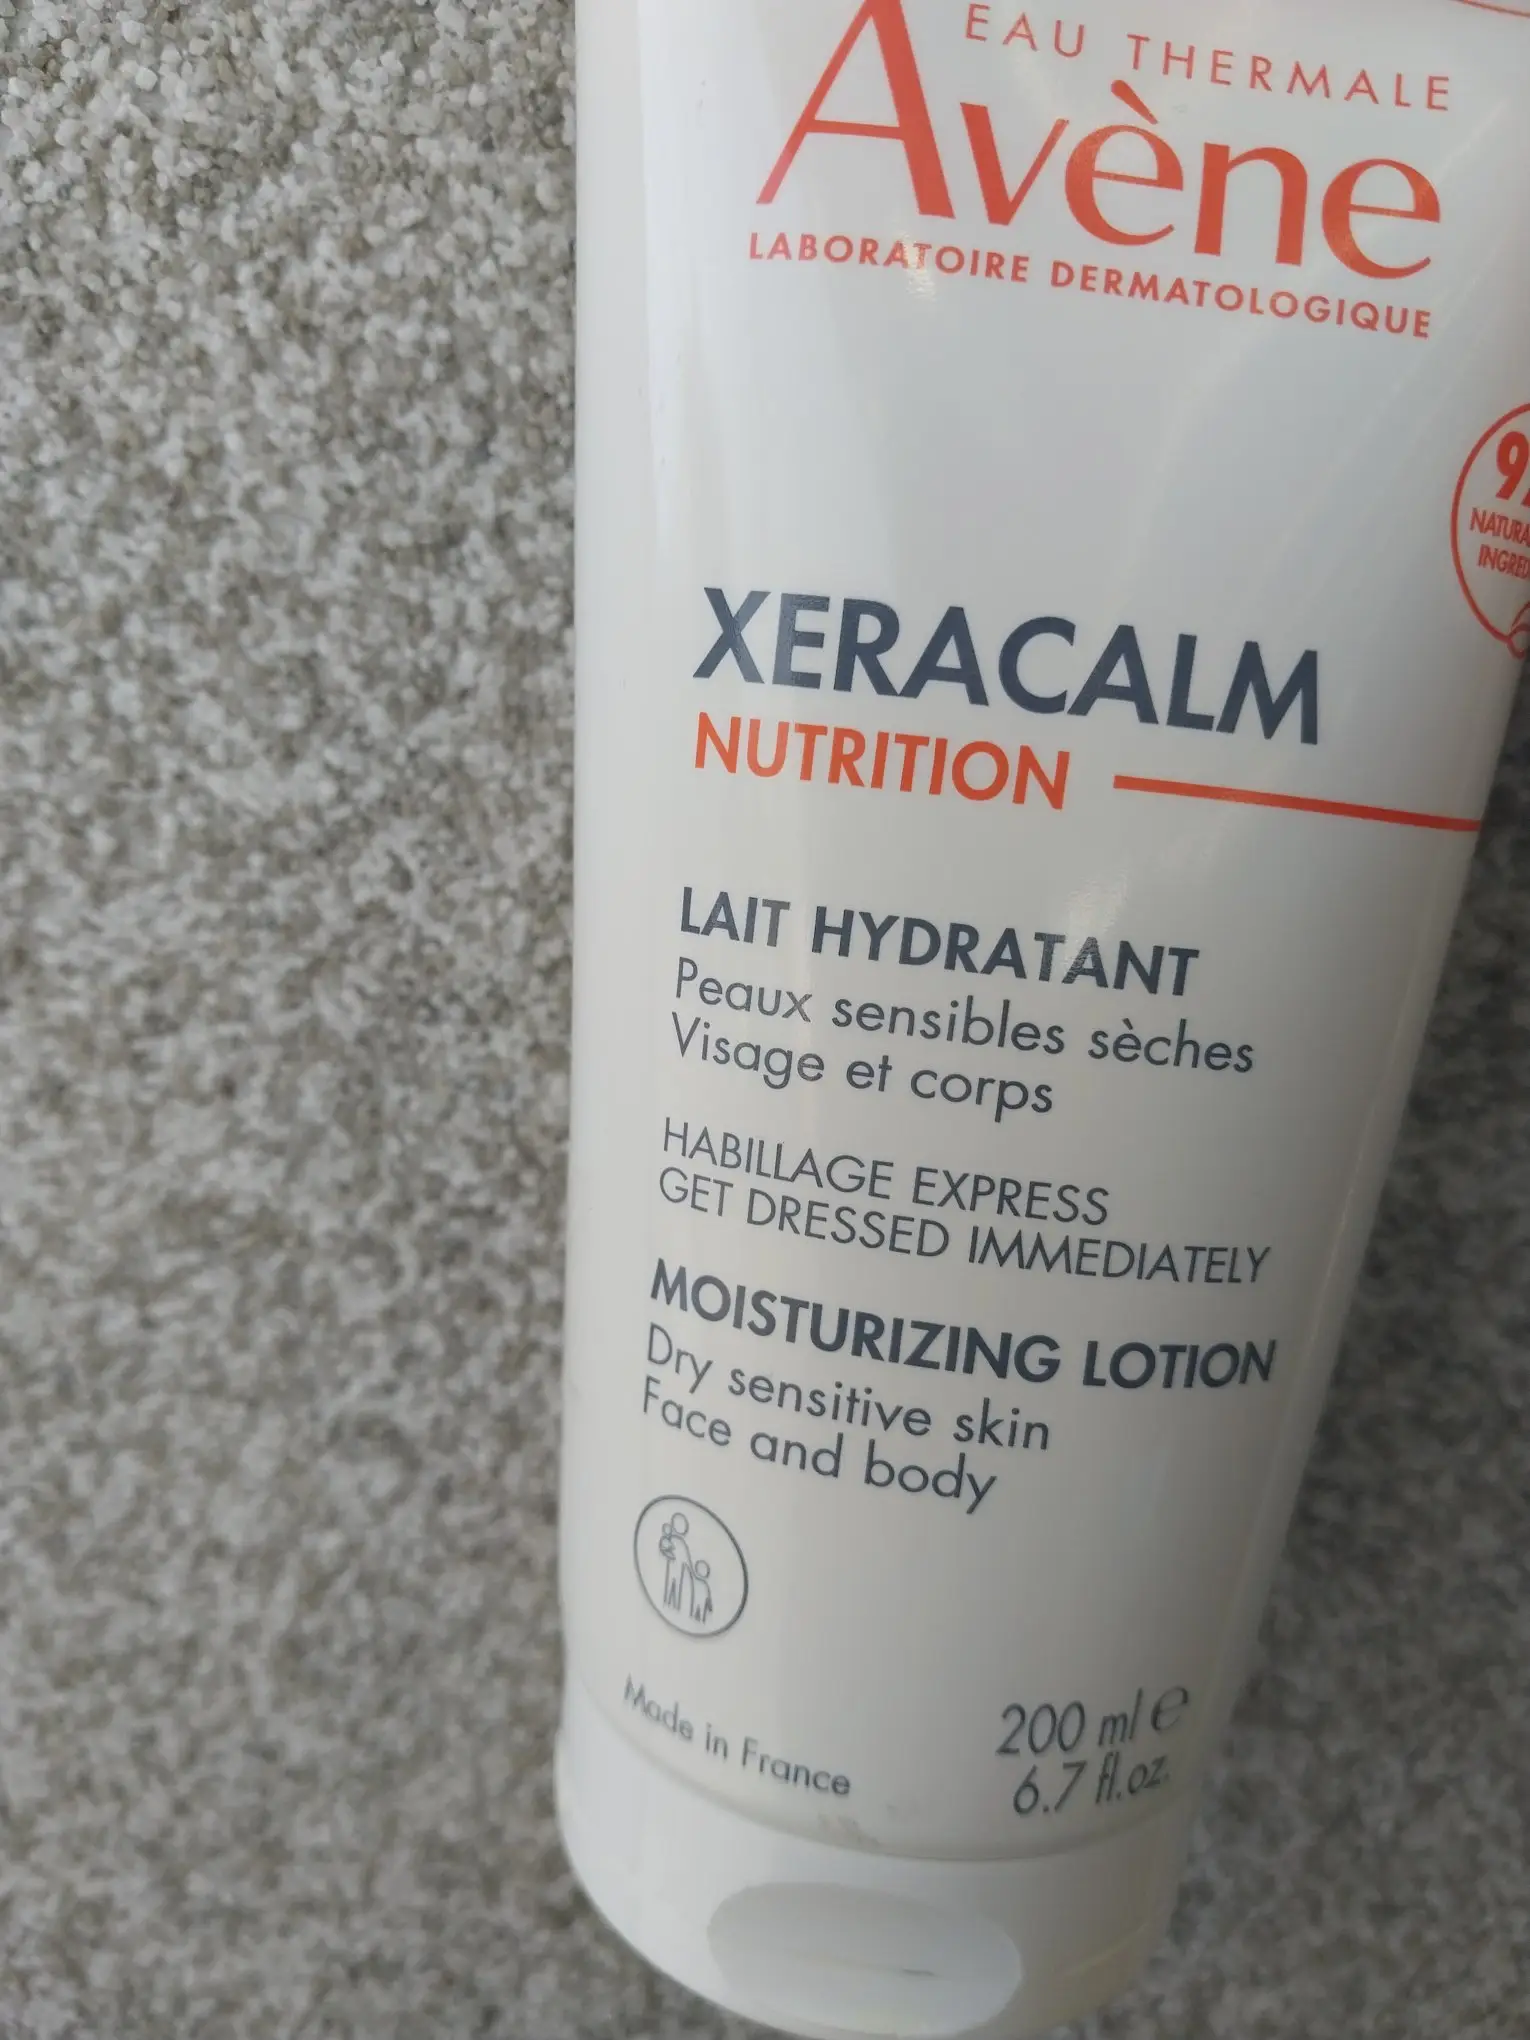 EAU THERMALE
Avène
LABORATOIRE DERMATOLOGIQUE
XERACALM
NUTRITION
LAIT HYDRATANT
Peaux sensibles sèches
Visage et corps
HABILLAGE EXPRESS
GET DRESSED IMMEDIATELY
MOISTURIZING LOTION
Dry sensitive skin
Face and body
Made in France
200 ml e
6.7 fl.oz.